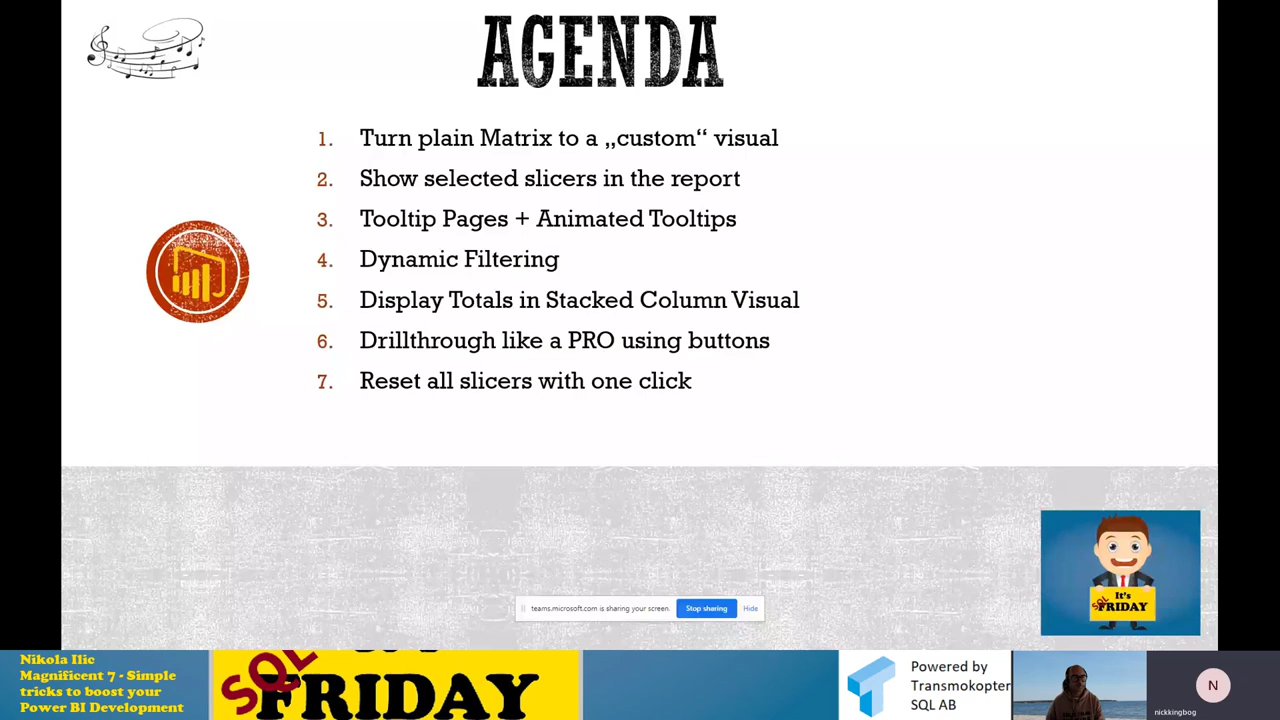 AGENDA
1. Turn plain Matrix to a „custom“ visual
2. Show selected slicers in the report
3. Tooltip Pages + Animated Tooltips
4. Dynamic Filtering
5. Display Totals in Stacked Column Visual
6. Drillthrough like a PRO using buttons
7. Reset all slicers with one click
It's
SQL
FRIDAY
teams.microsoft.com is sharing your screen.
Stop sharing
Hide
Nikola Ilic
Magnificent 7 - Simple
tricks to boost your
Power BI Development
SQL
FRIDAY
Powered by
Transmokopter
SQL AB
N
nickkingbog